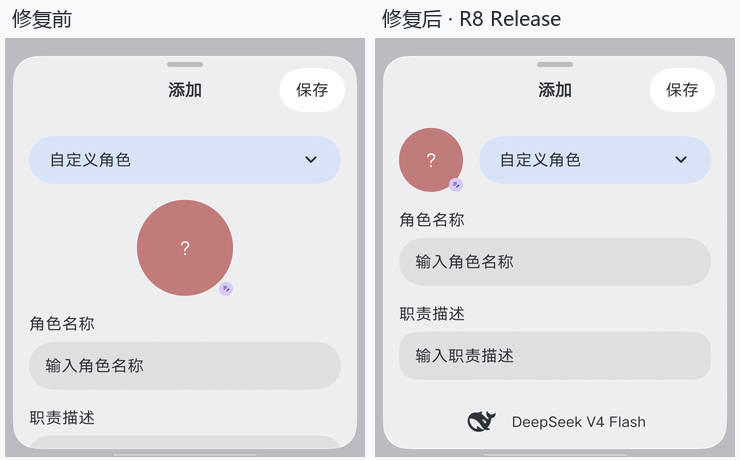 修复前
添加
保存
自定义角色
?
角色名称
输入角色名称
职责描述
修复后 · R8 Release
添加
保存
?
自定义角色
角色名称
输入角色名称
职责描述
输入职责描述
DeepSeek V4 Flash